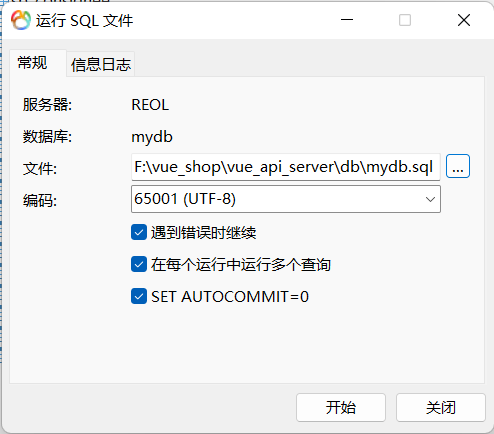 运行 SQL 文件
常规 信息日志
服务器: REOL
数据库: mydb
文件: F:\vue_shop\vue_api_server\db\mydb.sql ...
编码: 65001 (UTF-8)
遇到错误时继续
在每个运行中运行多个查询
SET AUTOCOMMIT=0
开始 关闭